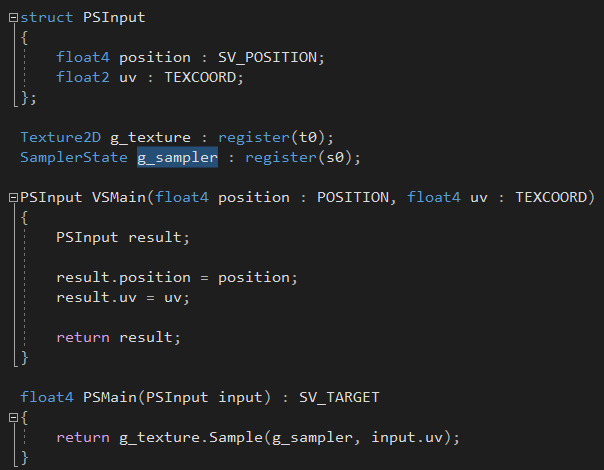 struct PSInput
{
    float4 position : SV_POSITION;
    float2 uv : TEXCOORD;
};
Texture2D g_texture : register(t0);
SamplerState g_sampler : register(s0);
PSInput VSMain(float4 position : POSITION, float4 uv : TEXCOORD)
{
    PSInput result;
    result.position = position;
    result.uv = uv;
    return result;
}
float4 PSMain(PSInput input) : SV_TARGET
{
    return g_texture.Sample(g_sampler, input.uv);
}